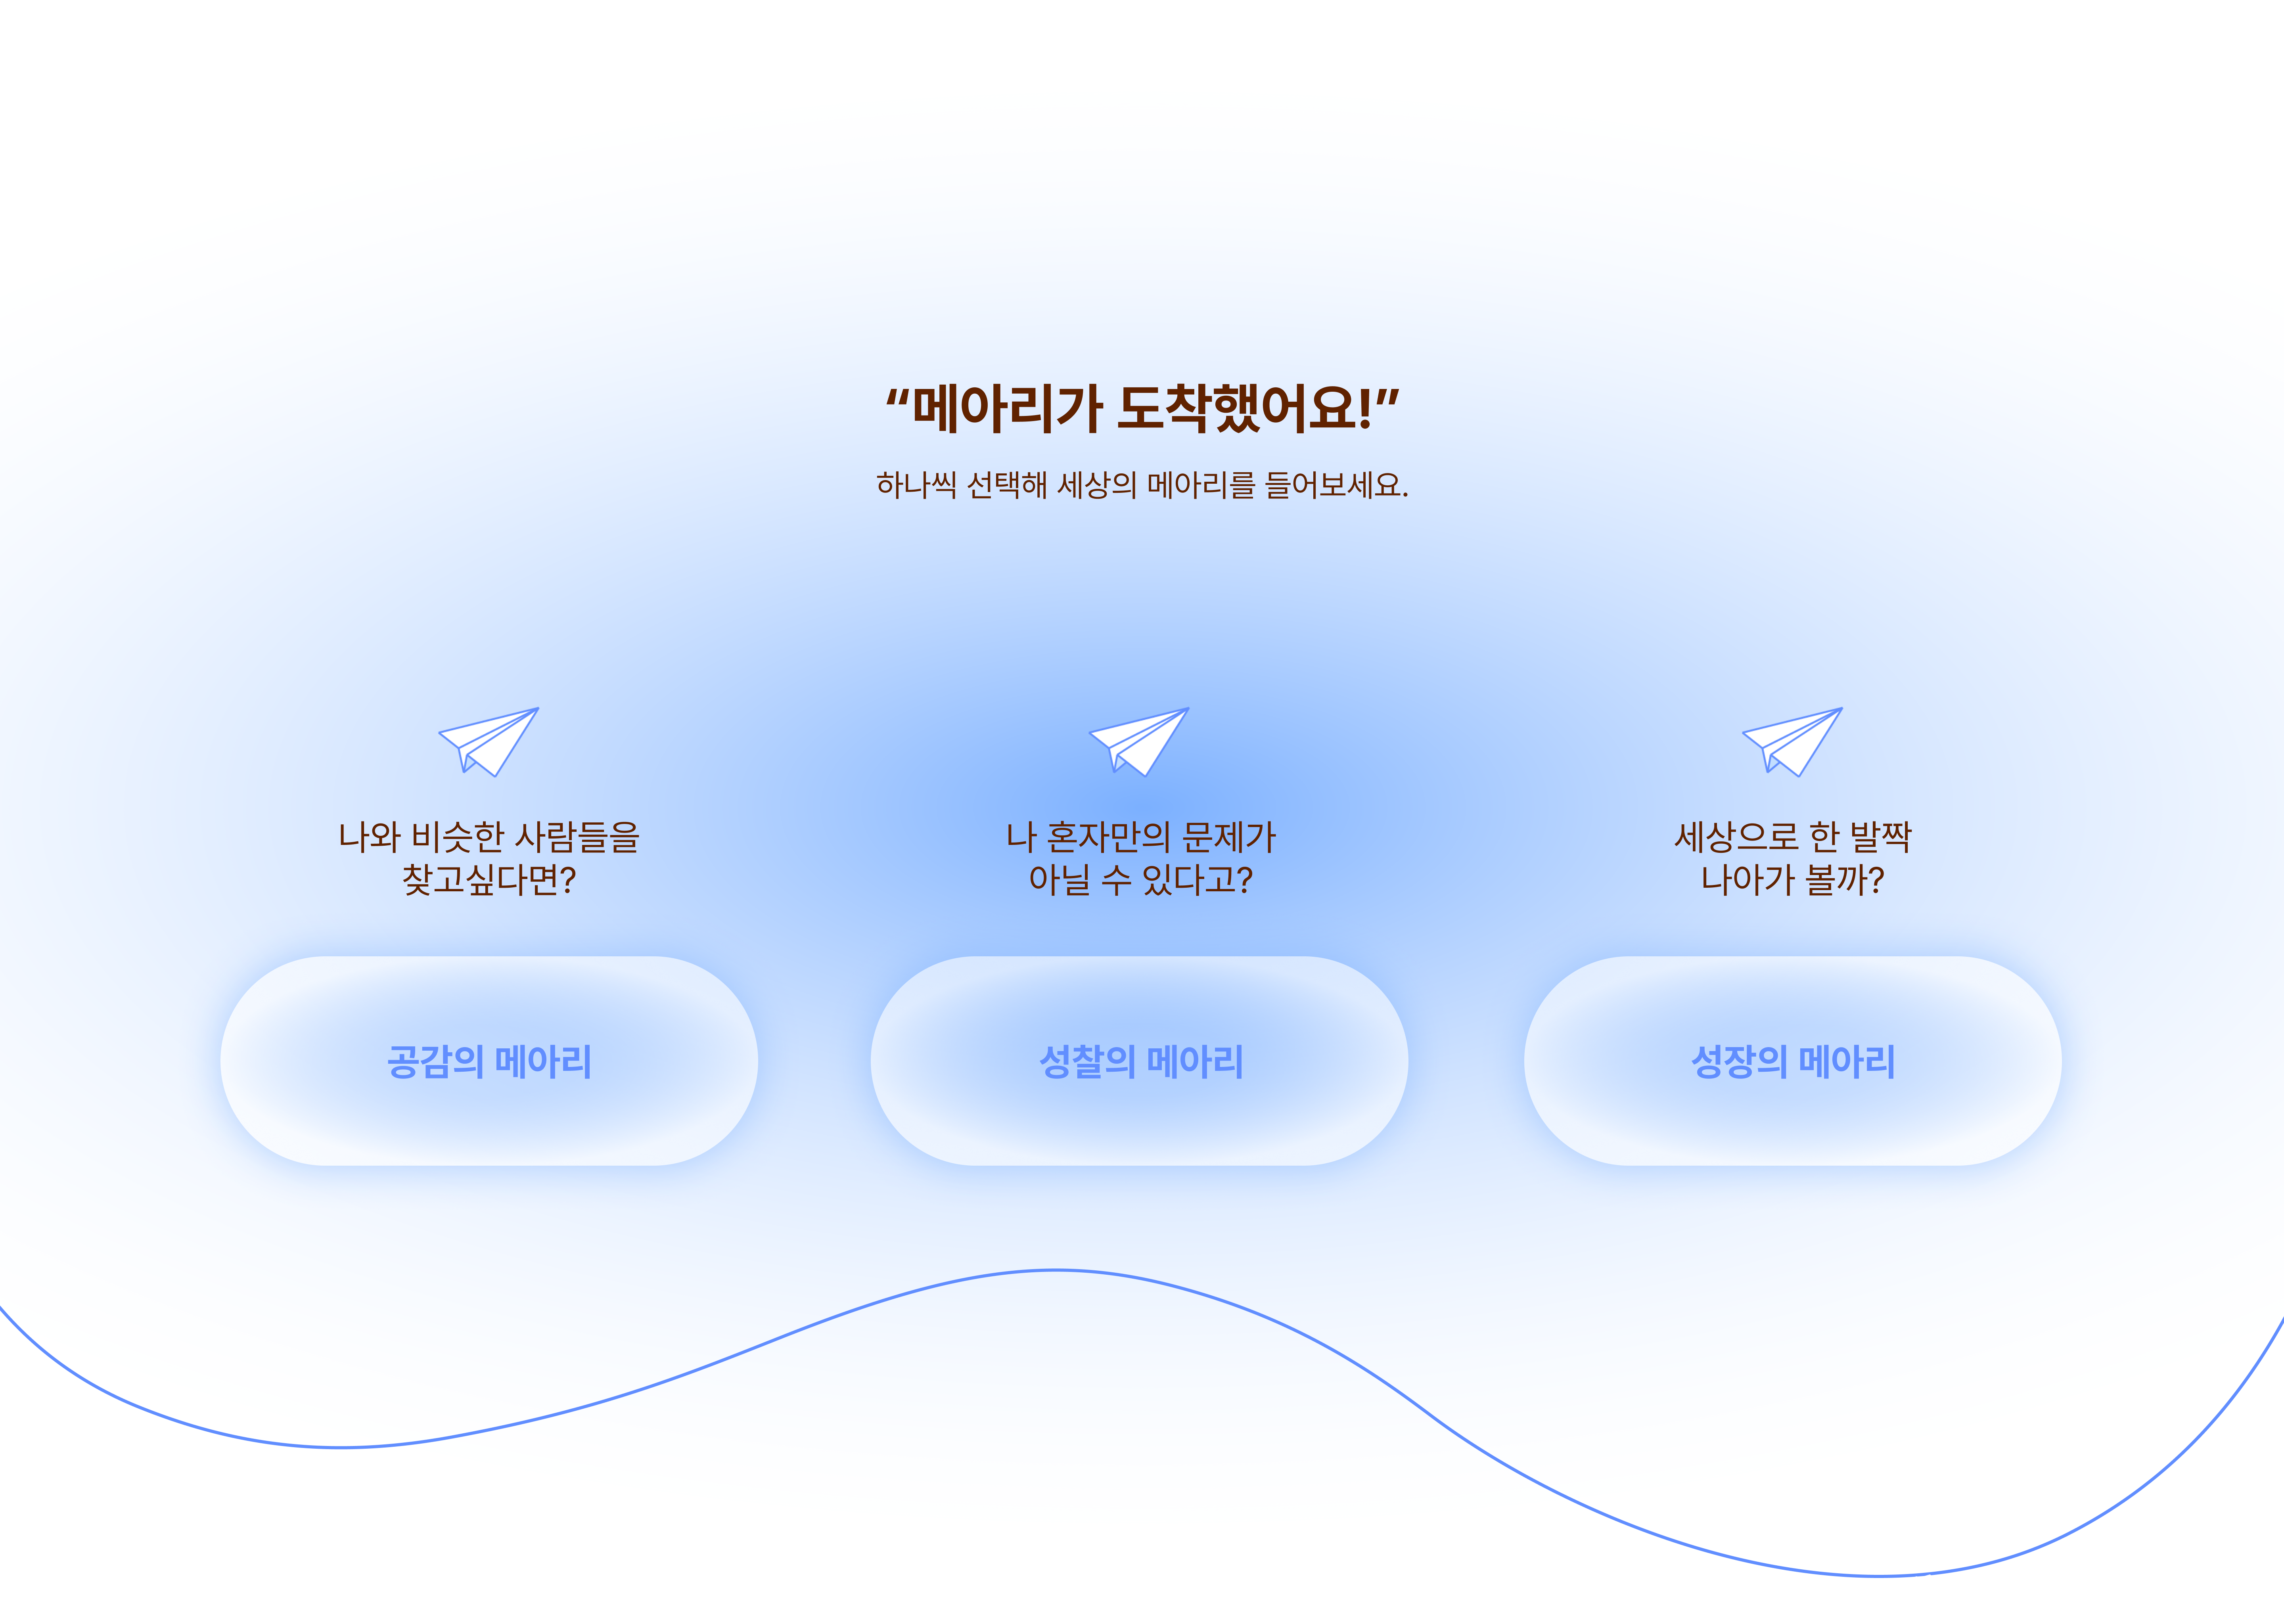 “메아리가 도착했어요!”
하나씩 선택해 세상의 메아리를 들어보세요.
나와 비슷한 사람들을
찾고싶다면?
공감의 메아리
나 혼자만의 문제가
아닐 수 있다고?
성찰의 메아리
세상으로 한 발짝
나아가 볼까?
성장의 메아리